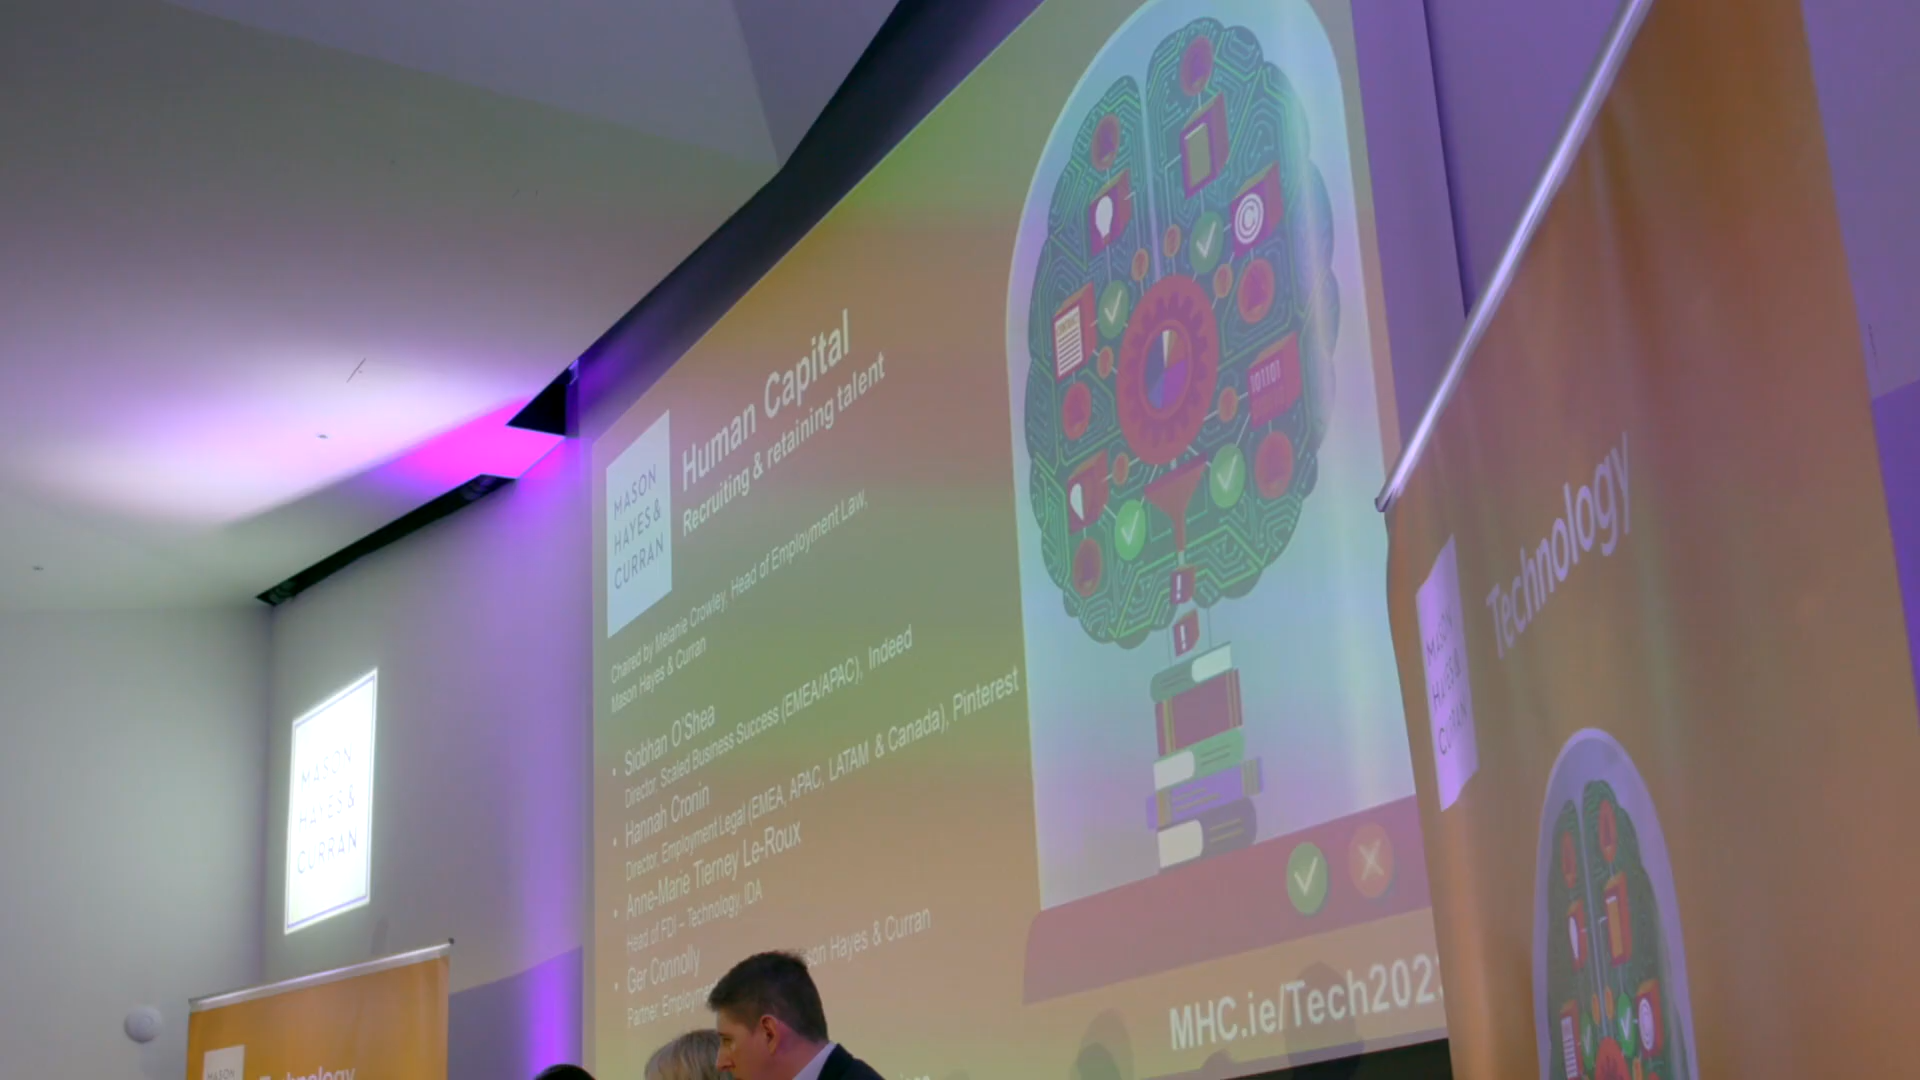 MASON
HAYES &
CURRAN
Human Capital
Recruiting & retaining talent
Chaired by Melanie Crowley, Head of Employment Law,
Mason Hayes & Curran
• Siobhan O'Shea
Director, Scaled Business Success (EMEA/APAC), Indeed
• Hannah Cronin
Director, Employment Legal (EMEA, APAC, LATAM & Canada), Pinterest
• Anne-Marie Tierney Le-Roux
Head of FDI – Technology, IDA
• Ger Connolly
Partner, Hayes & Curran
101101
!
!
MHC.ie/Tech202
MASON
HAYES &
CURRAN
Technology
MASON
HAYES &
CURRAN
MASON
Technology